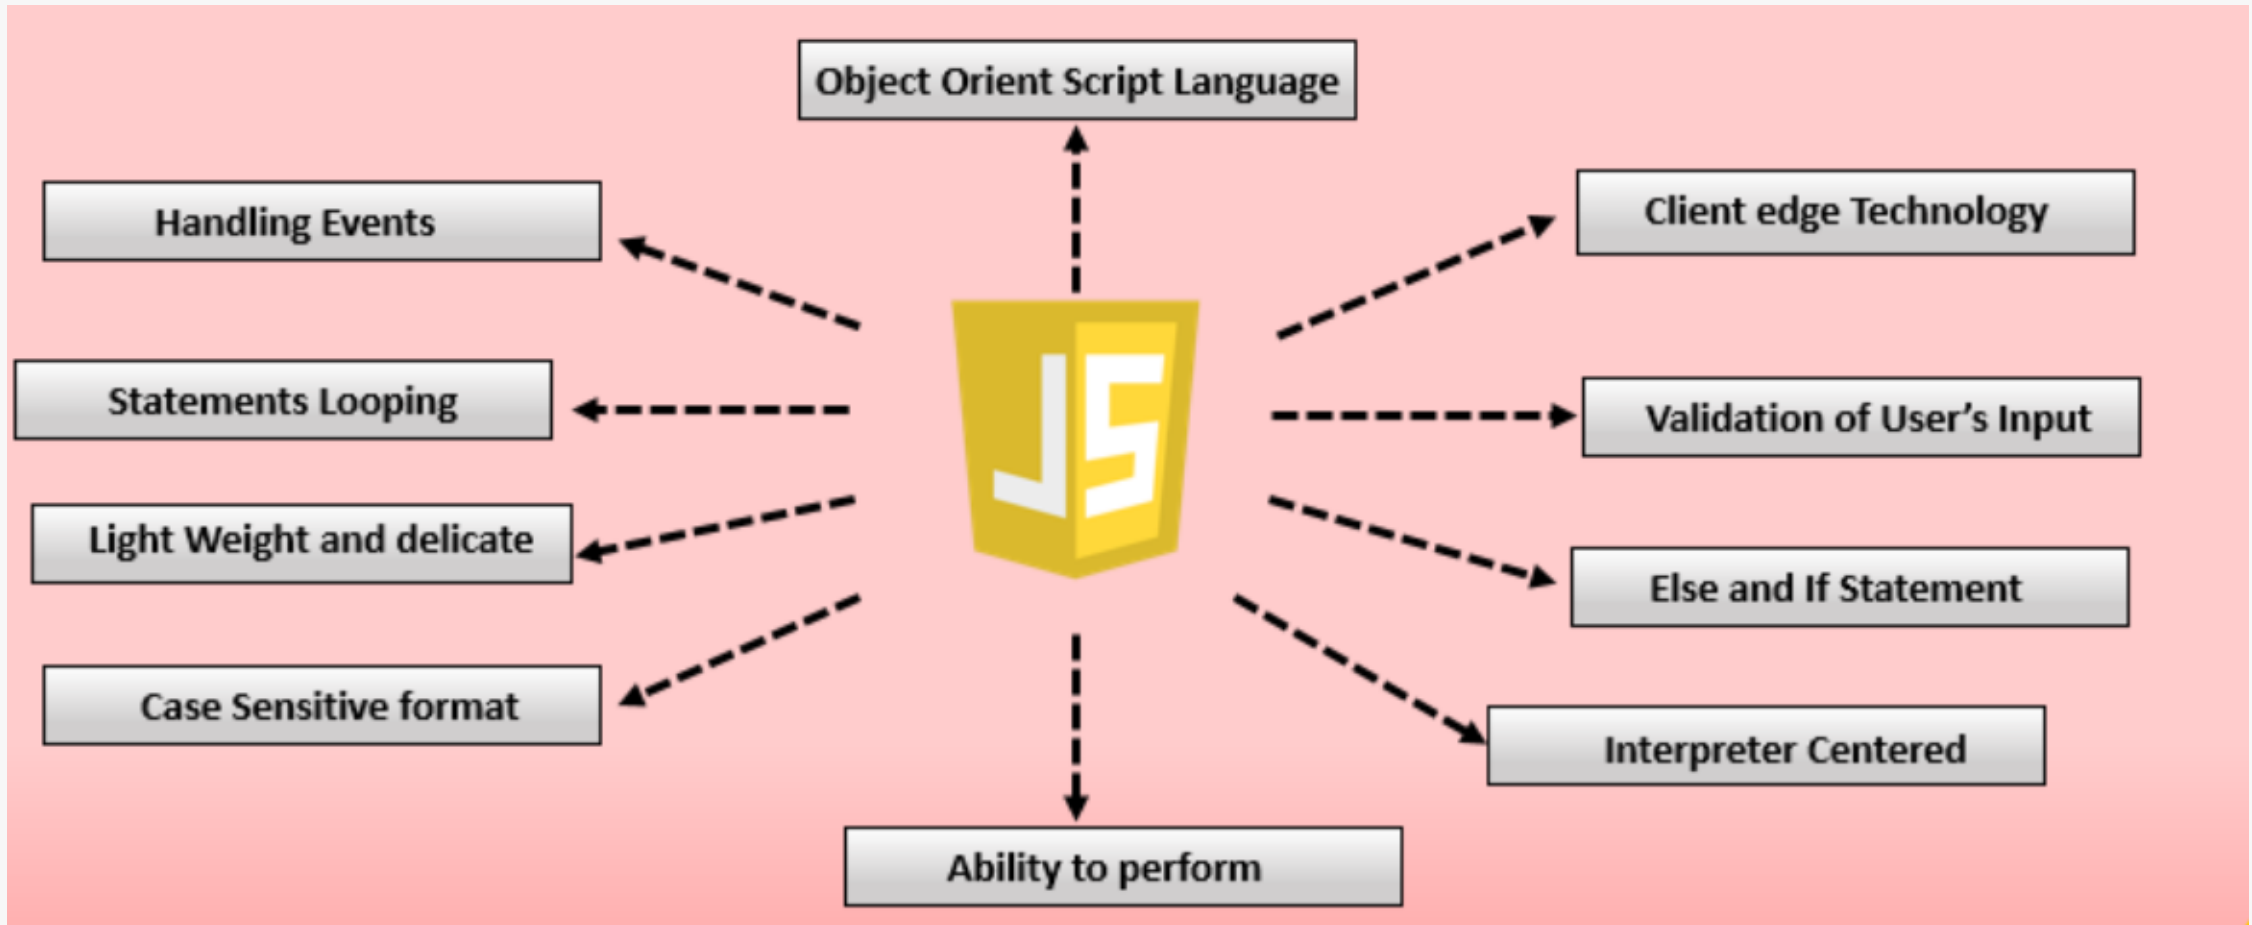 Object Orient Script Language
Handling Events
Client edge Technology
Statements Looping
Validation of User’s Input
JS
Light Weight and delicate
Else and If Statement
Case Sensitive format
Interpreter Centered
Ability to perform